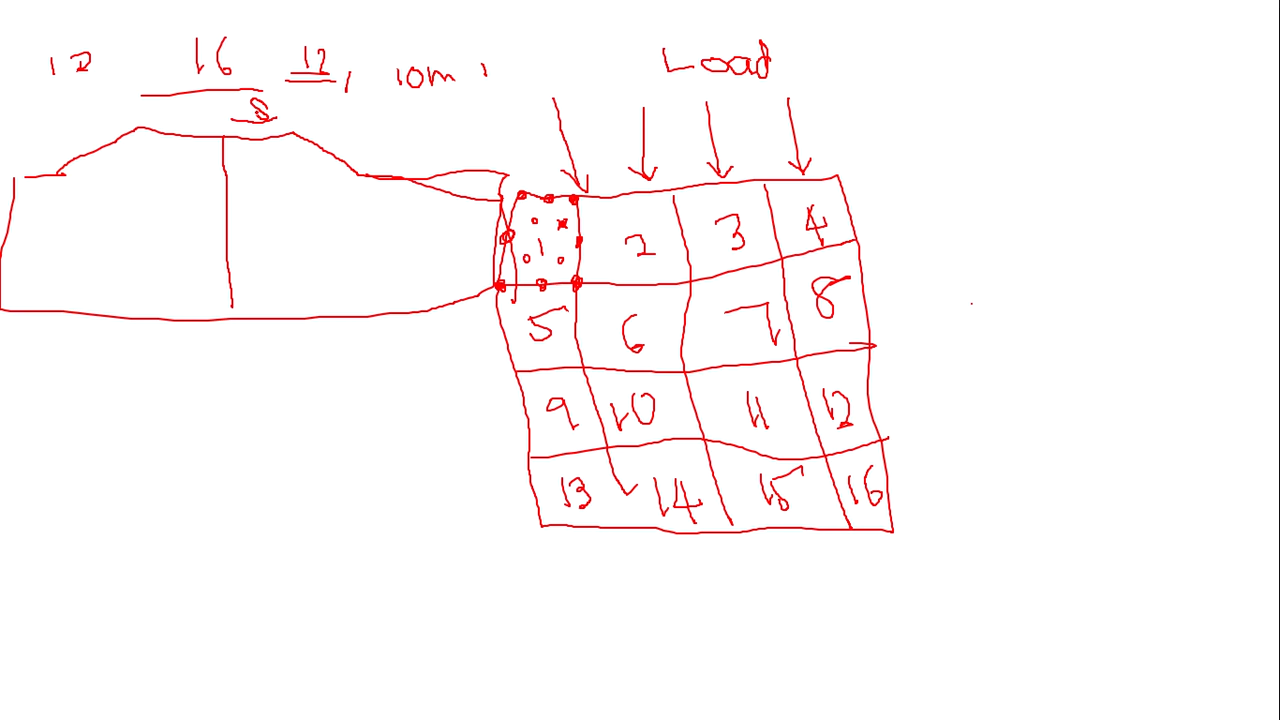 12 16 12, 10m Load
8
1 2 3 4
5 6 7 8
9 10 11 12
13 14 15 16